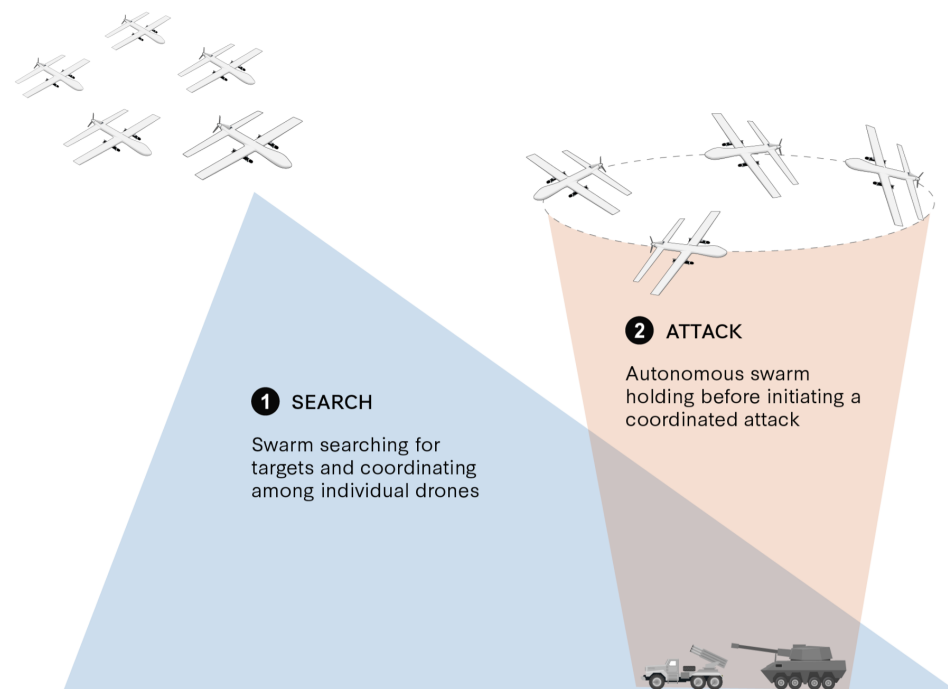 1 SEARCH
Swarm searching for
targets and coordinating
among individual drones
2 ATTACK
Autonomous swarm
holding before initiating a
coordinated attack